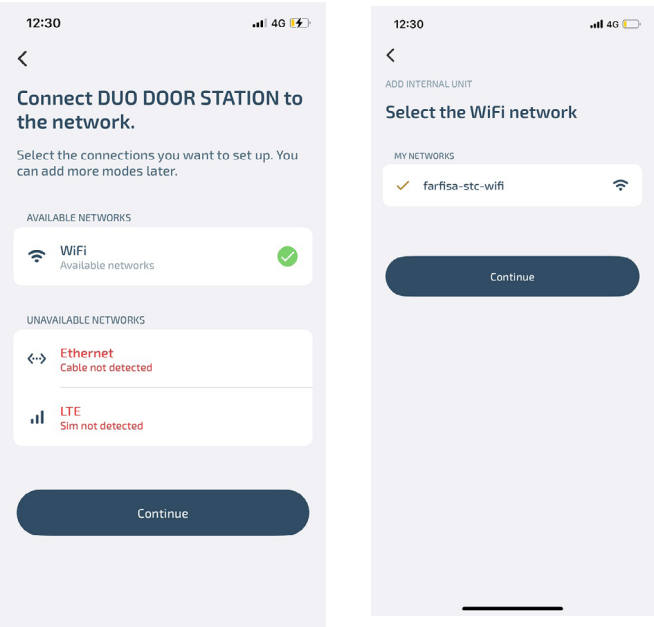 12:30
4G
Connect DUO DOOR STATION to
the network.
Select the connections you want to set up. You
can add more modes later.
AVAILABLE NETWORKS
WiFi
Available networks
UNAVAILABLE NETWORKS
Ethernet
Cable not detected
LTE
Sim not detected
Continue
12:30
4G
ADD INTERNAL UNIT
Select the WiFi network
MY NETWORKS
farfisa-stc-wifi
Continue